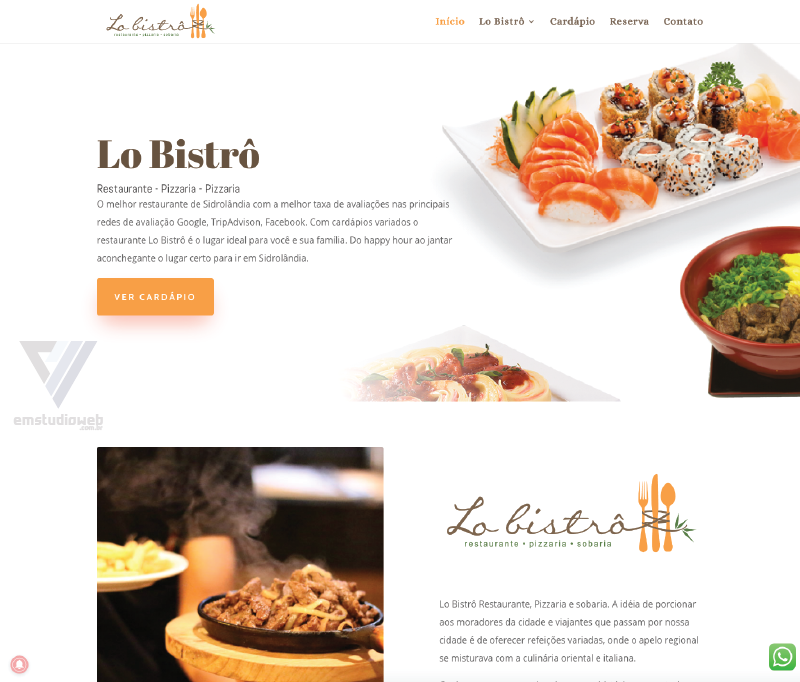 Lo bistrô
restaurante • pizzaria • sobaria
Início Lo Bistrô Cardápio Reserva Contato
Lo Bistrô
Restaurante - Pizzaria - Pizzaria
O melhor restaurante de Sidrolândia com a melhor taxa de avaliações nas principais
redes de avaliação Google, TripAdvison, Facebook. Com cardápios variados o
restaurante Lo Bistrô é o lugar ideal para você e sua família. Do happy hour ao jantar
aconchegante o lugar certo para ir em Sidrolândia.
VER CARDÁPIO
emstudioweb
.com.br
Lo bistrô
restaurante • pizzaria • sobaria
Lo Bistrô Restaurante, Pizzaria e sobaria. A idéia de porcionar
aos moradores da cidade e viajantes que passam por nossa
cidade é de oferecer refeições variadas, onde o apelo regional
se misturava com a culinária oriental e italiana.